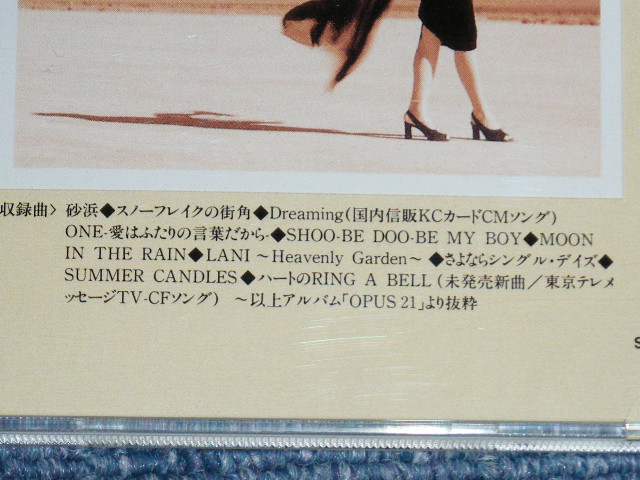 収録曲〉 砂浜◆スノーフレイクの街角◆Dreaming(国内信販KCカードCMソング)
ONE-愛はふたりの言葉だから-◆SHOO-BE DOO-BE MY BOY◆MOON
IN THE RAIN◆LANI ～Heavenly Garden～ ◆さよならシングル・デイズ◆
SUMMER CANDLES◆ハートのRING A BELL (未発売新曲／東京テレメ
ッセージTV-CFソング) ～以上アルバム「OPUS 21」より抜粋
S